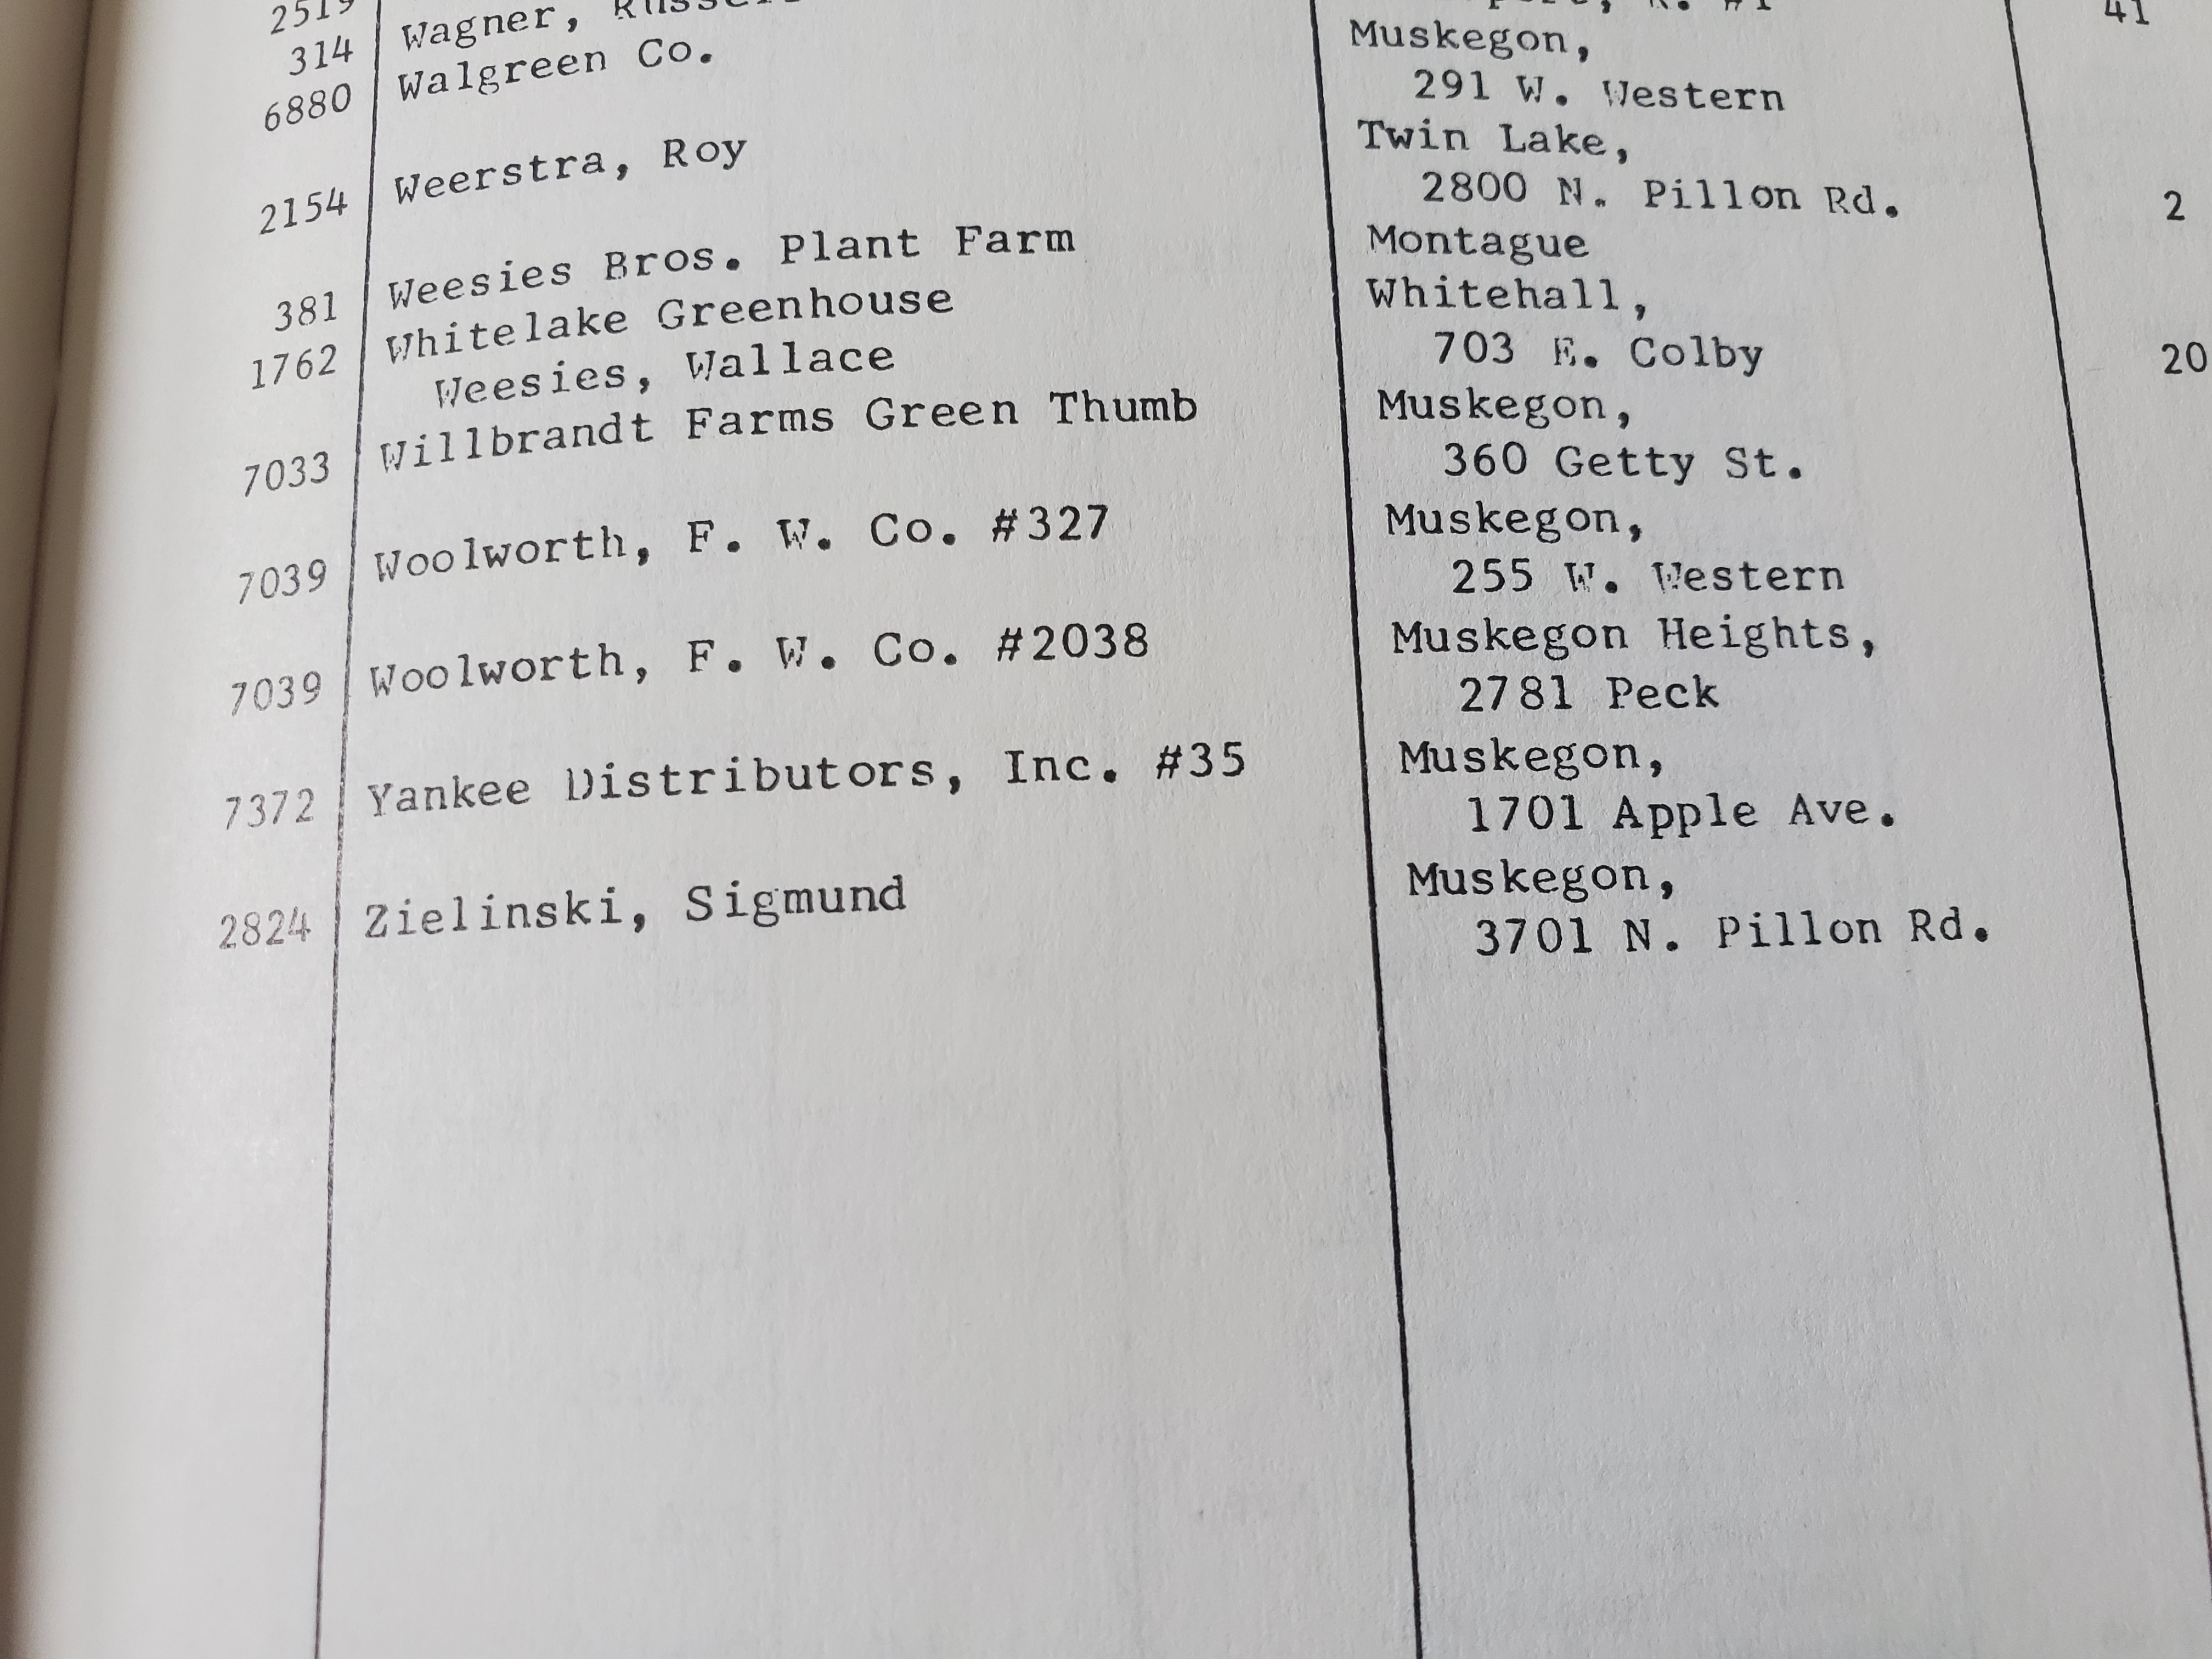 2519
314 Wagner,
6880 Walgreen Co. Muskegon, 41
291 W. Western
2154 Weerstra, Roy Twin Lake,
2800 N. Pillon Rd. 2
381 Weesies Bros. Plant Farm Montague
1762 Whitelake Greenhouse Whitehall,
Weesies, Wallace 703 E. Colby 20
7033 Willbrandt Farms Green Thumb Muskegon,
360 Getty St.
7039 Woolworth, F. W. Co. #327 Muskegon,
255 W. Western
7039 Woolworth, F. W. Co. #2038 Muskegon Heights,
2781 Peck
7372 Yankee Distributors, Inc. #35 Muskegon,
1701 Apple Ave.
2824 Zielinski, Sigmund Muskegon,
3701 N. Pillon Rd.